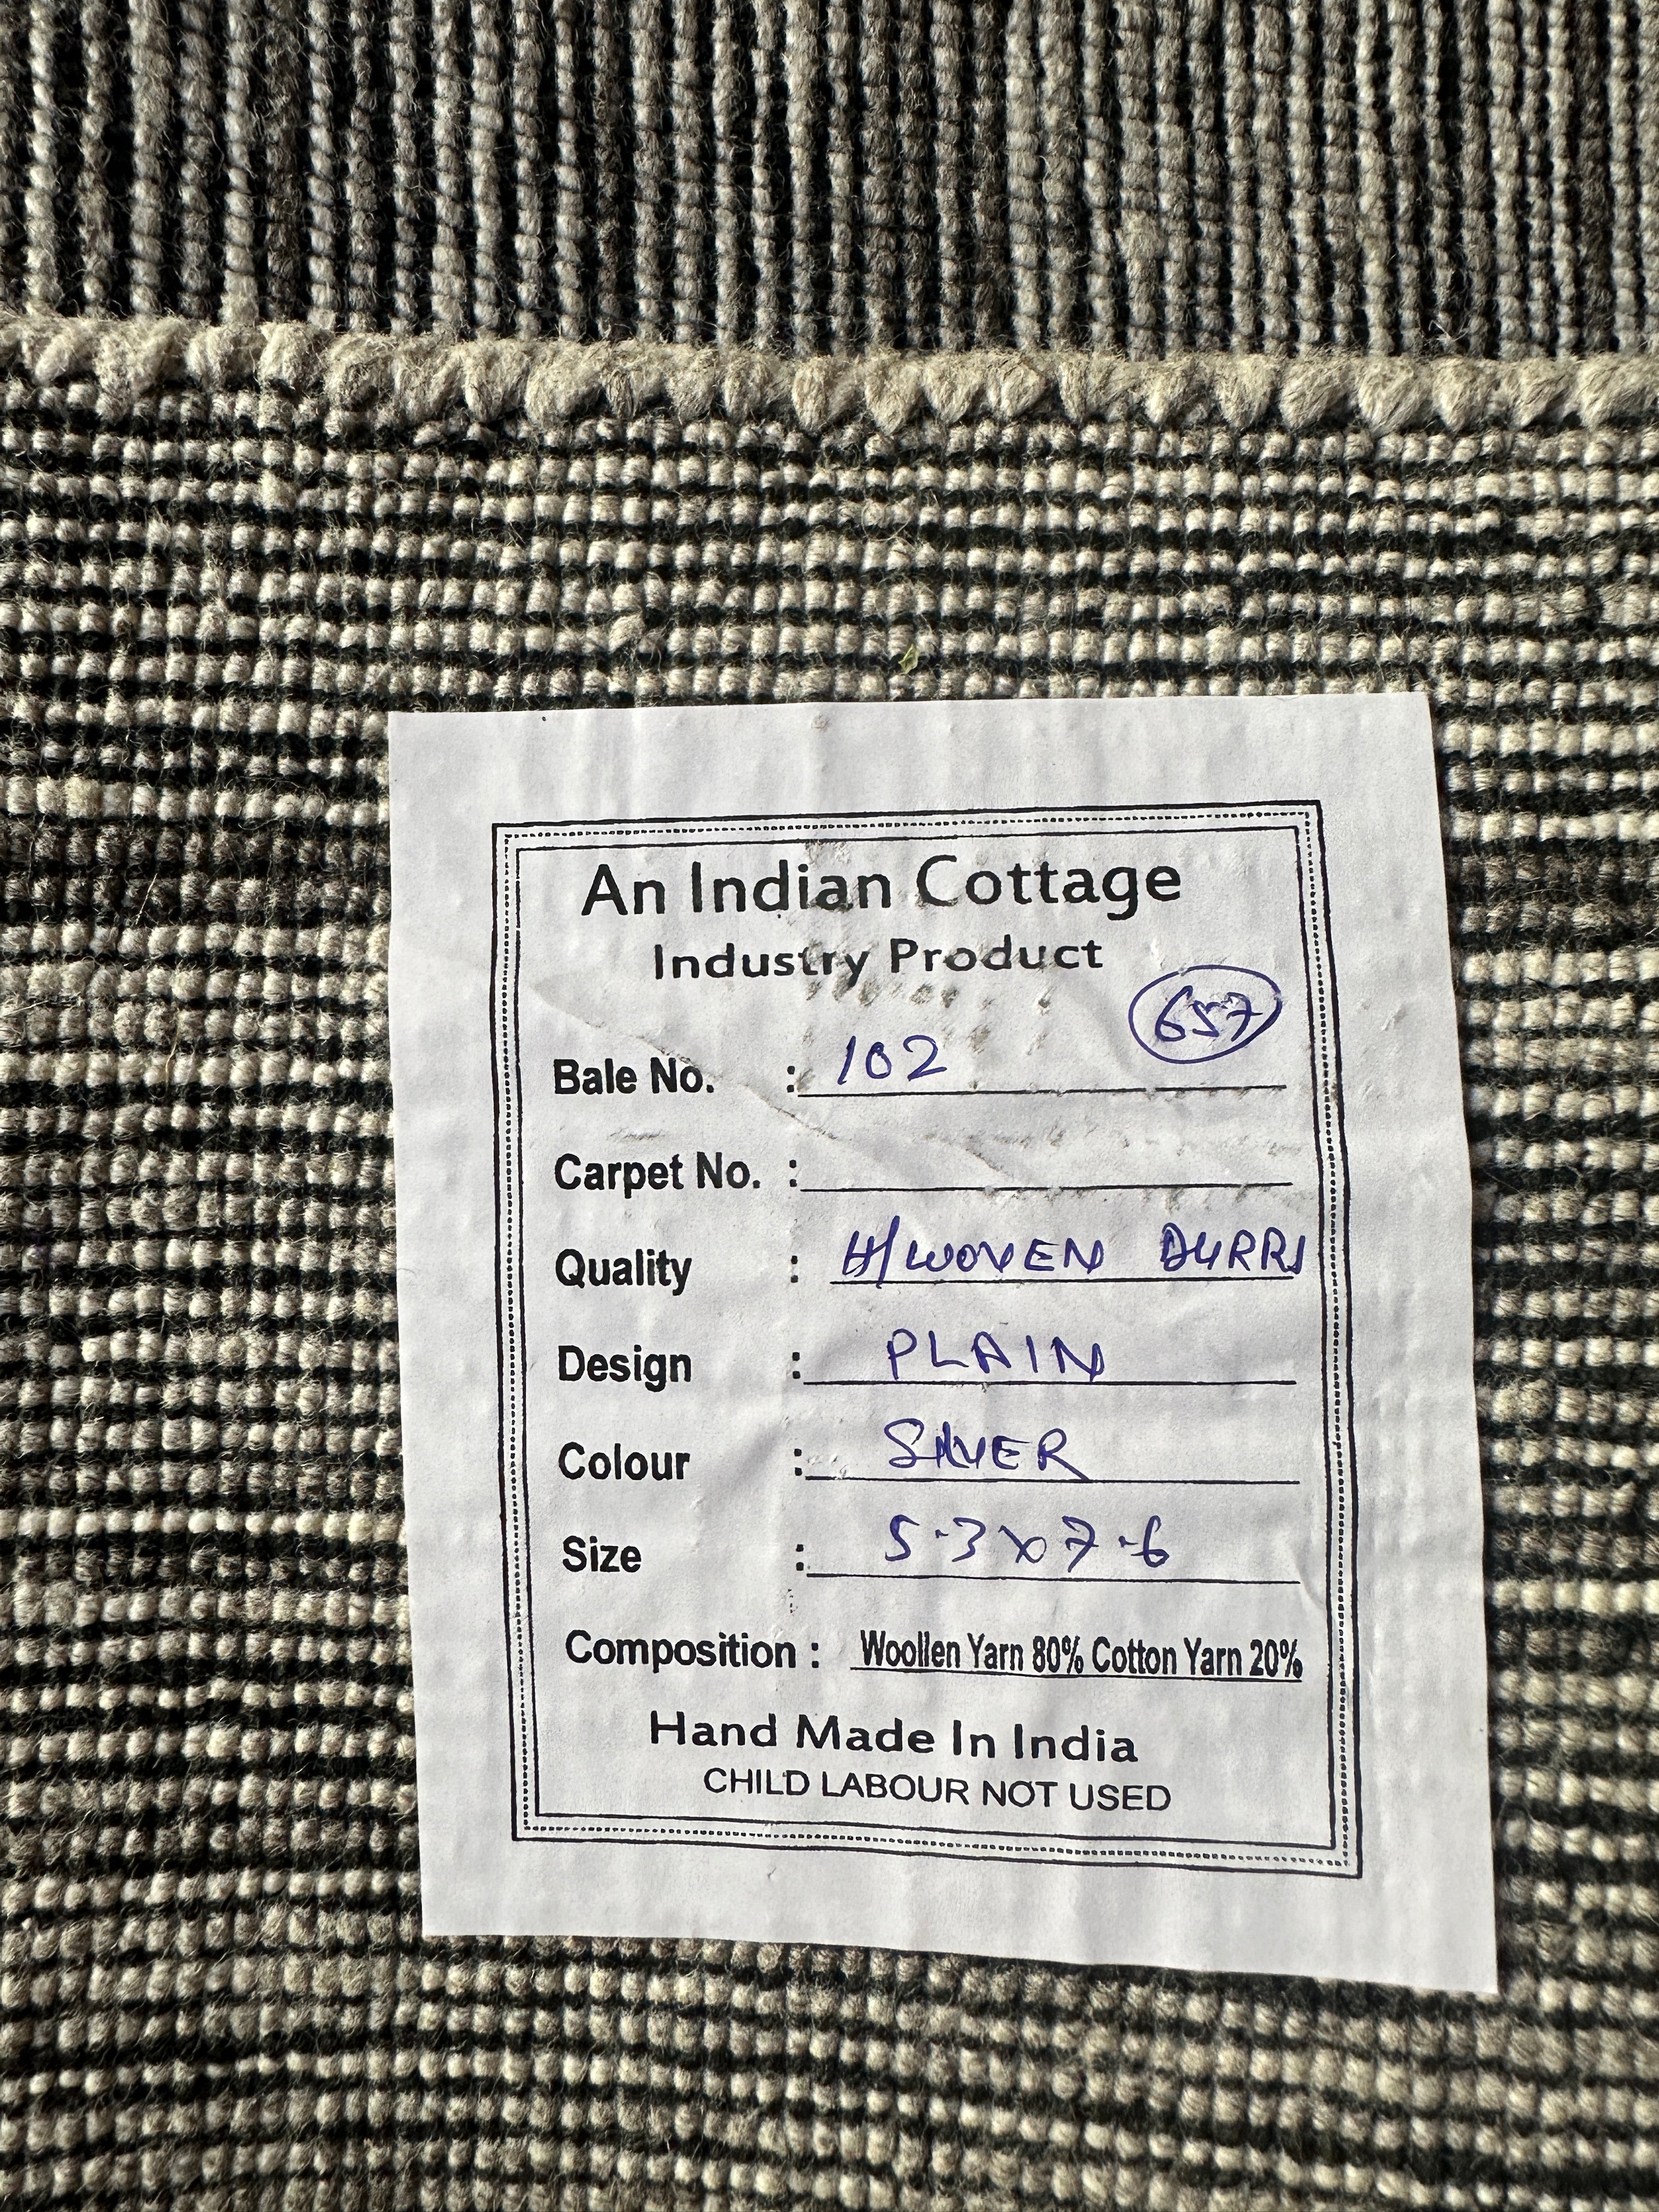 An Indian Cottage
Industry Product
657
Bale No. : 102
Carpet No. :
Quality : H/WOVEN DURRI
Design : PLAIN
Colour : SILVER
Size : 5·3x7·6
Composition : Woollen Yarn 80% Cotton Yarn 20%
Hand Made In India
CHILD LABOUR NOT USED